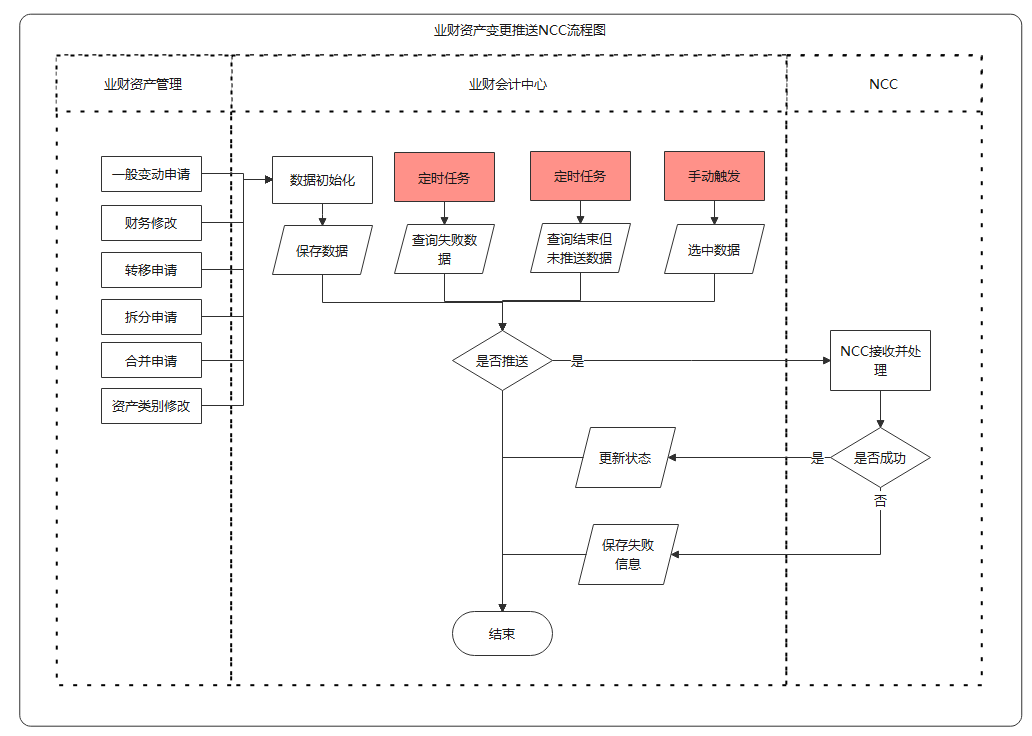 业财资产变更推送NCC流程图
业财资产管理
业财会计中心
NCC
一般变动申请
财务修改
转移申请
拆分申请
合并申请
资产类别修改
数据初始化
定时任务
定时任务
手动触发
保存数据
查询失败数
据
查询结束但
未推送数据
选中数据
是否推送
是
NCC接收并处
理
更新状态
是
是否成功
否
保存失败
信息
结束